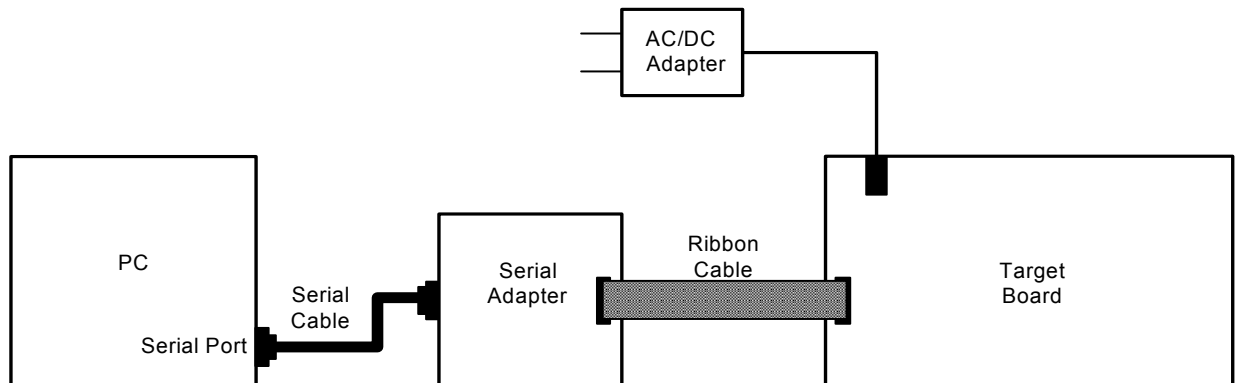 AC/DC
Adapter
PC
Serial
Cable
Serial Port
Serial
Adapter
Ribbon
Cable
Target
Board